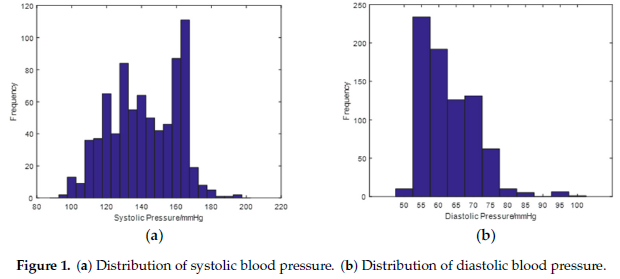 120
100
80
60
40
20
0
Frequency
80 100 120 140 160 180 200 220
Systolic Pressure/mmHg
(a)
250
200
150
100
50
0
Frequency
50 55 60 65 70 75 80 85 90 95 100
Diastolic Pressure/mmHg
(b)
Figure 1. (a) Distribution of systolic blood pressure. (b) Distribution of diastolic blood pressure.